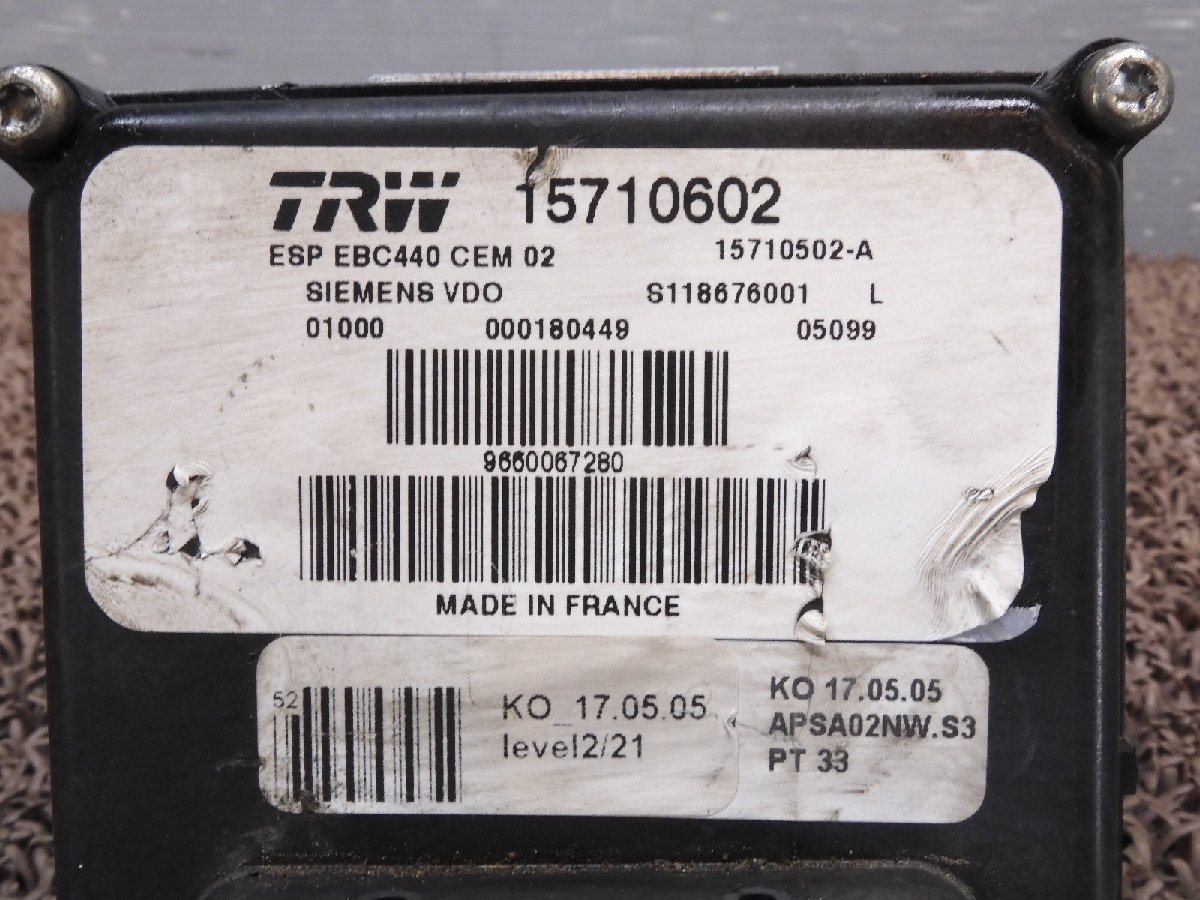 TRW 15710602
ESP EBC440 CEM 02 15710502-A
SIEMENS VDO S118676001 L
01000 000180449 05099
9660067280
MADE IN FRANCE
52
KO_17.05.05
level2/21
KO 17.05.05
APSA02NW.S3
PT 33